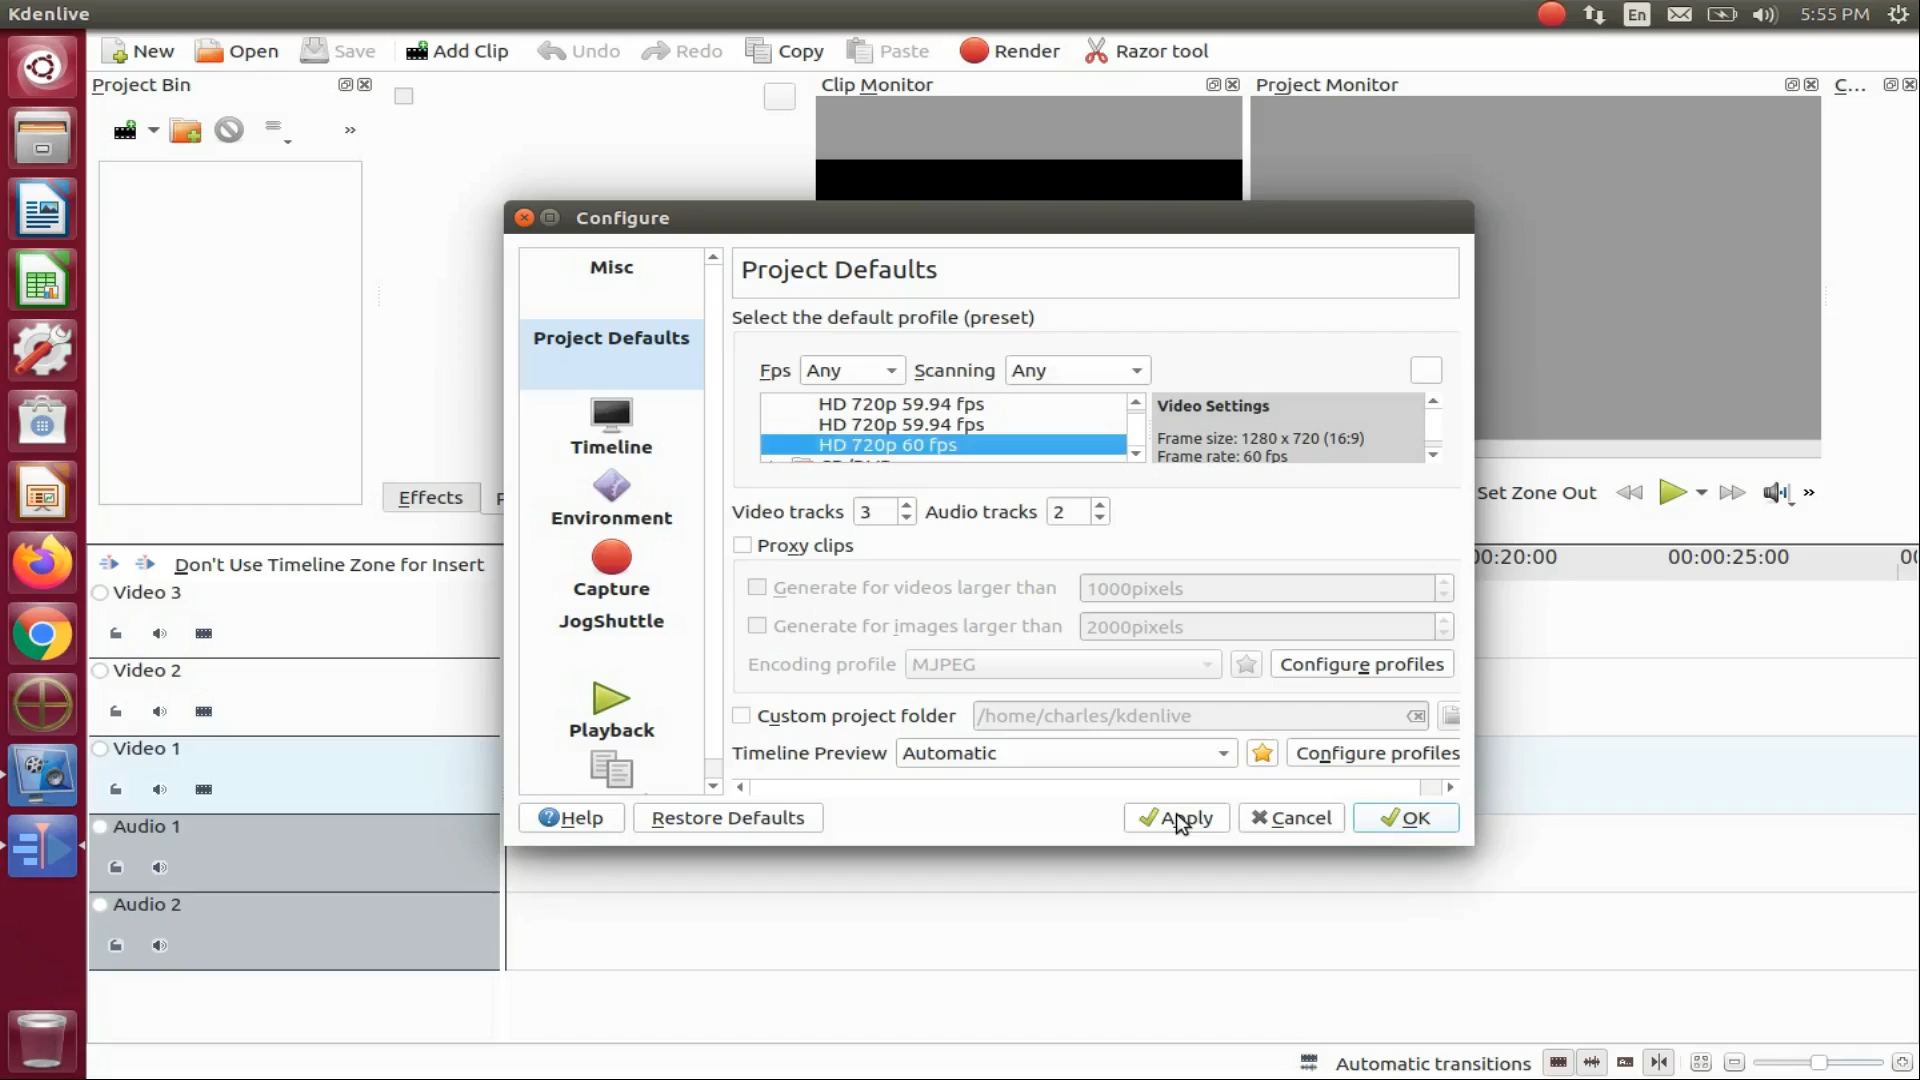 Kdenlive
En
5:55 PM
New
Open
Save
Add Clip
Undo
Redo
Copy
Paste
Render
Razor tool
Project Bin
Clip Monitor
Project Monitor
C...
»
Effects
Configure
Misc
Project Defaults
Timeline
Environment
Capture
JogShuttle
Playback
Project Defaults
Select the default profile (preset)
Fps Any Scanning Any
HD 720p 59.94 fps
HD 720p 59.94 fps
HD 720p 60 fps
Video Settings
Frame size: 1280 x 720 (16:9)
Frame rate: 60 fps
Video tracks 3 Audio tracks 2
Proxy clips
Generate for videos larger than 1000pixels
Generate for images larger than 2000pixels
Encoding profile MJPEG Configure profiles
Custom project folder /home/charles/kdenlive
Timeline Preview Automatic Configure profiles
Help
Restore Defaults
Apply
Cancel
OK
Set Zone Out
»
Don't Use Timeline Zone for Insert
00:20:00
00:00:25:00
Video 3
Video 2
Video 1
Audio 1
Audio 2
Automatic transitions